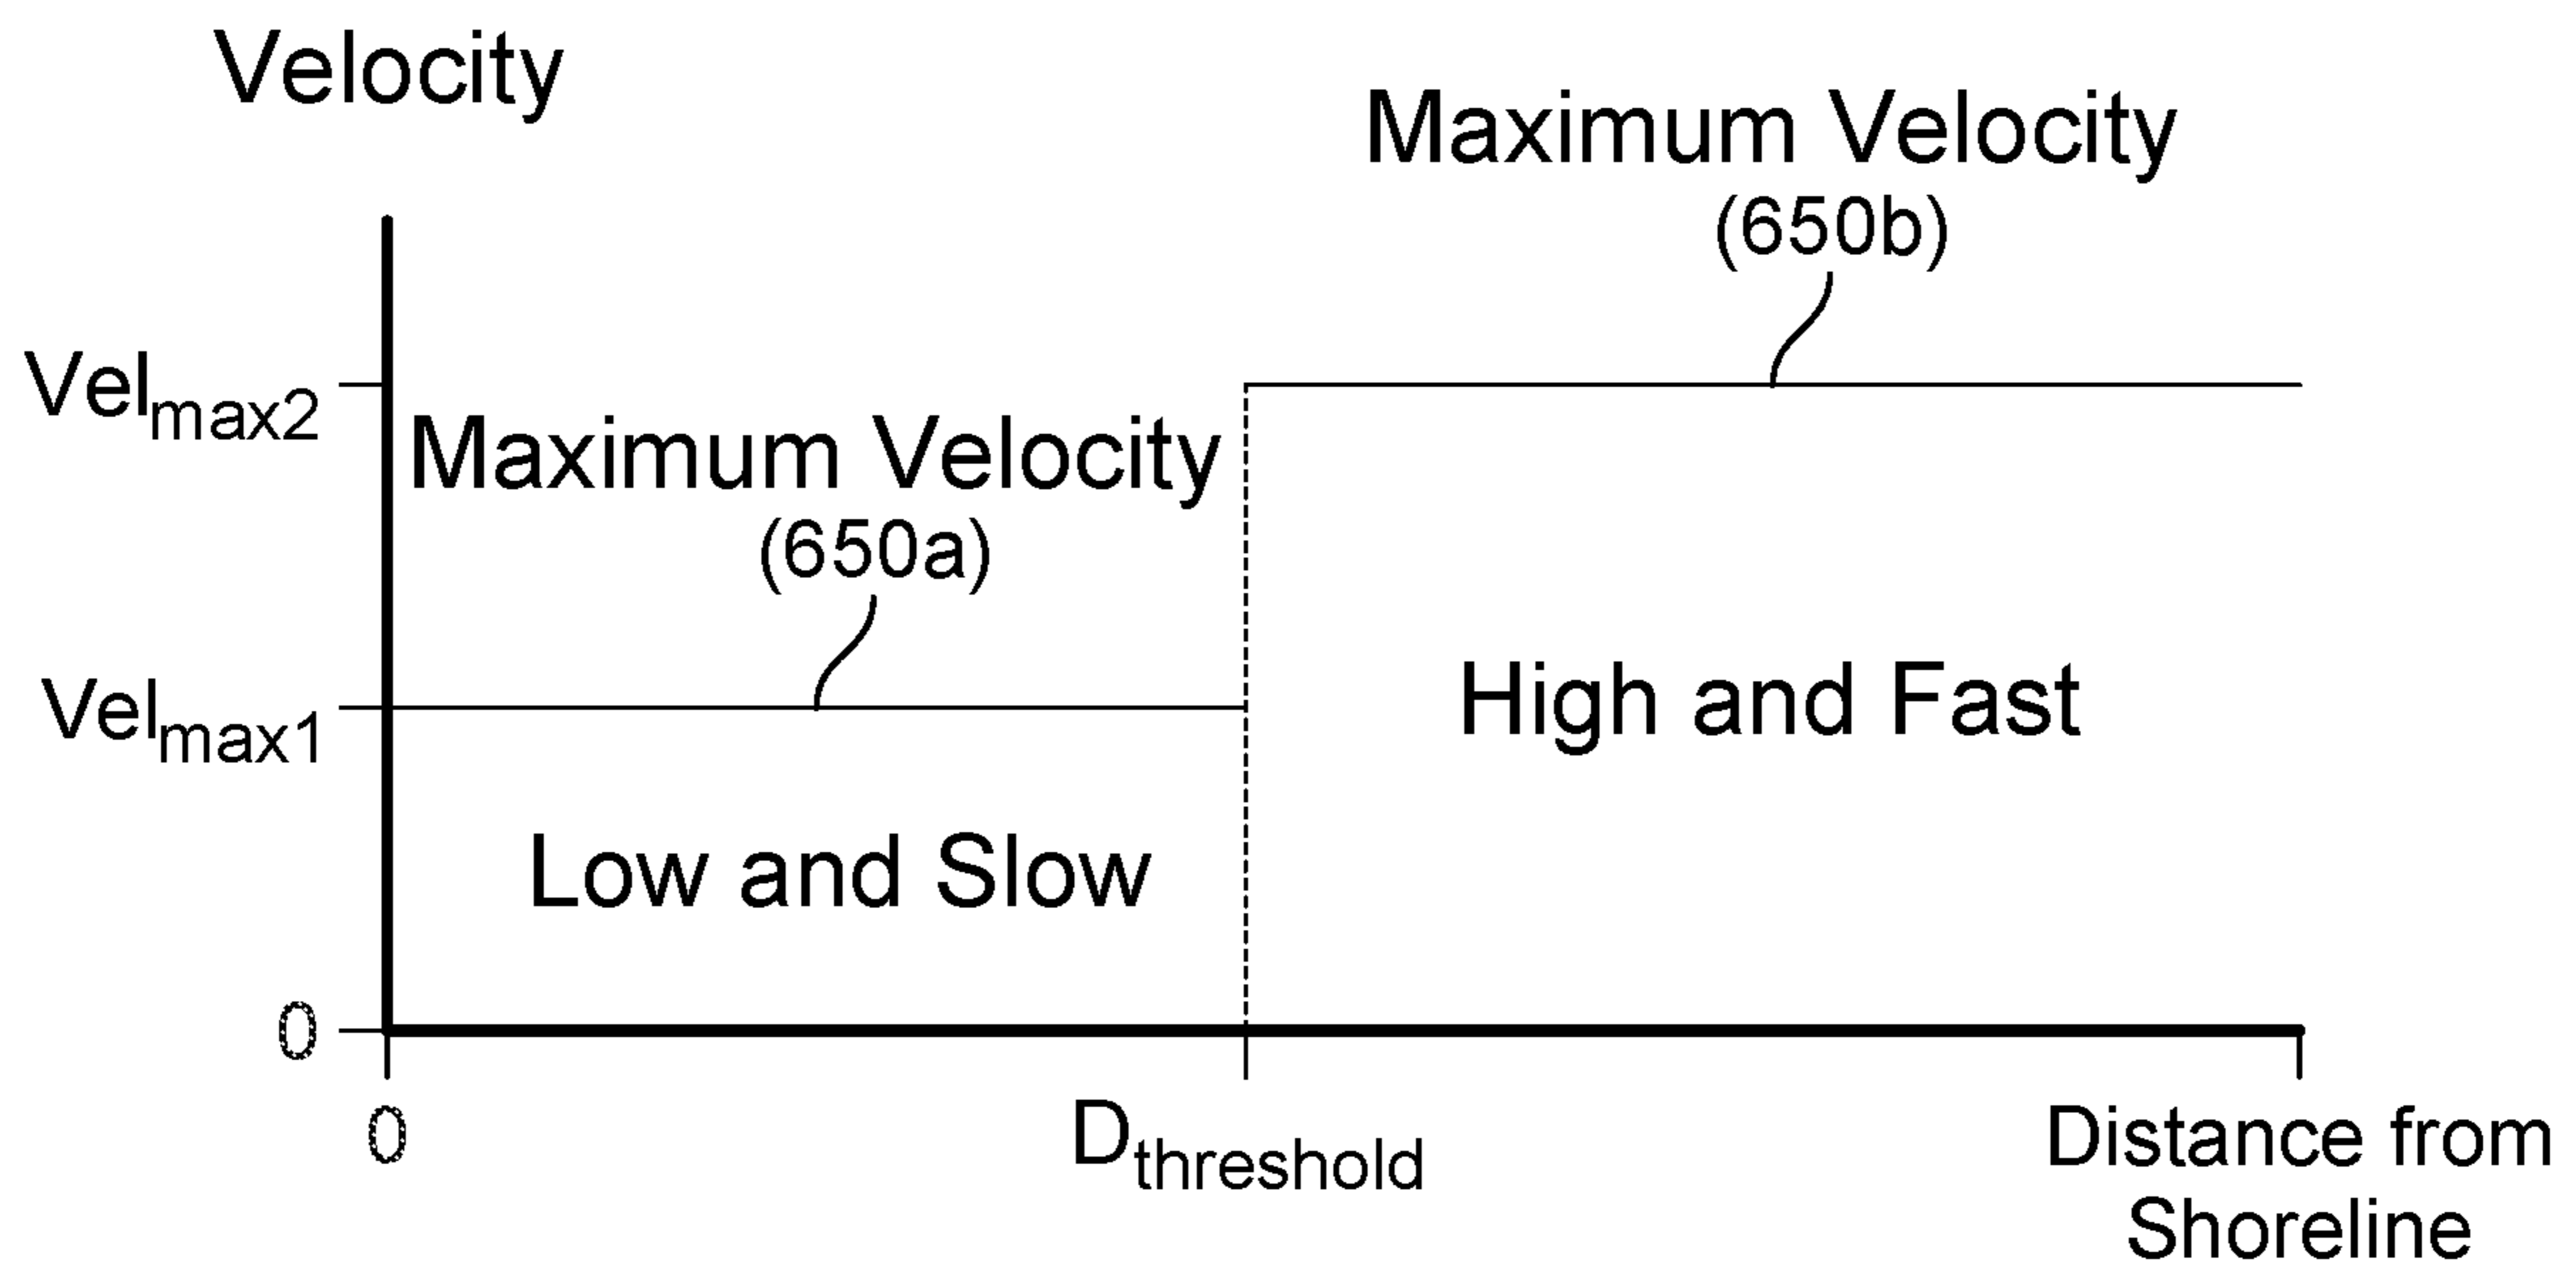 Velocity
Maximum Velocity
(650b)
Velmax2
Maximum Velocity
(650a)
Velmax1
High and Fast
Low and Slow
0
0
Dthreshold
Distance from
Shoreline